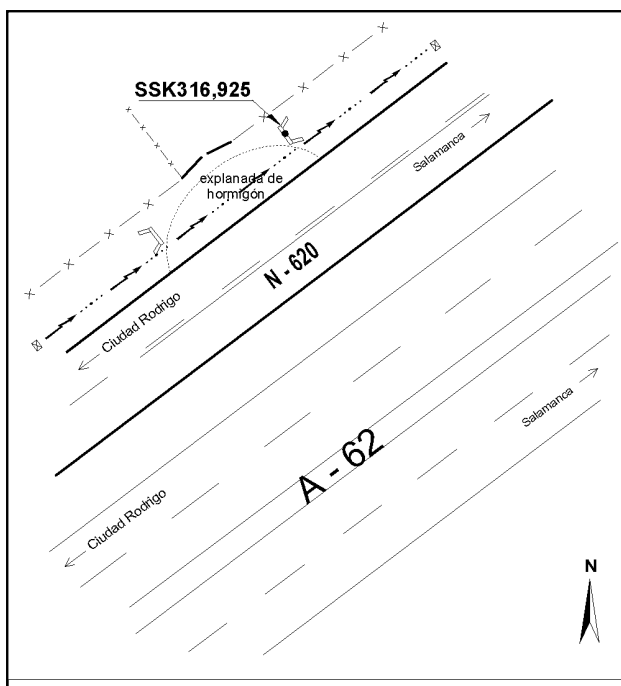 SSK316,925
explanada de
hormigón
Salamanca
N - 620
Ciudad Rodrigo
Salamanca
A - 62
Ciudad Rodrigo
N